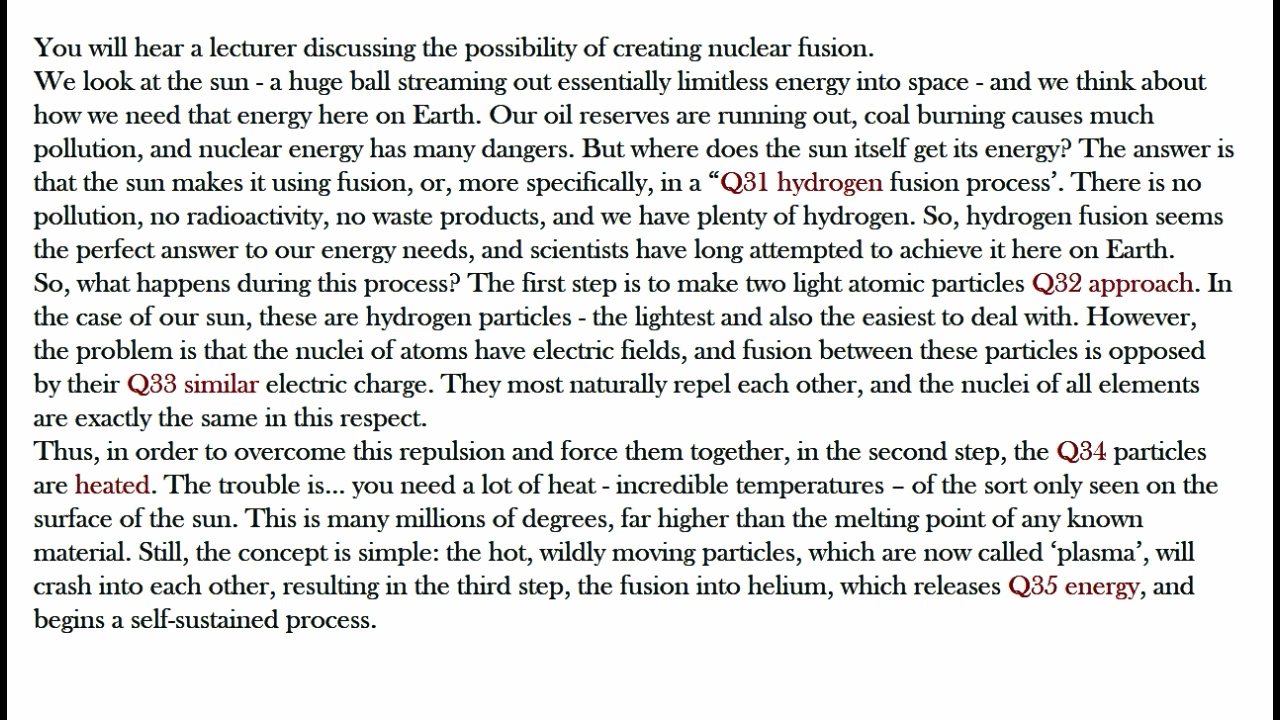 You will hear a lecturer discussing the possibility of creating nuclear fusion.
We look at the sun - a huge ball streaming out essentially limitless energy into space - and we think about
how we need that energy here on Earth. Our oil reserves are running out, coal burning causes much
pollution, and nuclear energy has many dangers. But where does the sun itself get its energy? The answer is
that the sun makes it using fusion, or, more specifically, in a “Q31 hydrogen fusion process’. There is no
pollution, no radioactivity, no waste products, and we have plenty of hydrogen. So, hydrogen fusion seems
the perfect answer to our energy needs, and scientists have long attempted to achieve it here on Earth.
So, what happens during this process? The first step is to make two light atomic particles Q32 approach. In
the case of our sun, these are hydrogen particles - the lightest and also the easiest to deal with. However,
the problem is that the nuclei of atoms have electric fields, and fusion between these particles is opposed
by their Q33 similar electric charge. They most naturally repel each other, and the nuclei of all elements
are exactly the same in this respect.
Thus, in order to overcome this repulsion and force them together, in the second step, the Q34 particles
are heated. The trouble is... you need a lot of heat - incredible temperatures – of the sort only seen on the
surface of the sun. This is many millions of degrees, far higher than the melting point of any known
material. Still, the concept is simple: the hot, wildly moving particles, which are now called ‘plasma’, will
crash into each other, resulting in the third step, the fusion into helium, which releases Q35 energy, and
begins a self-sustained process.